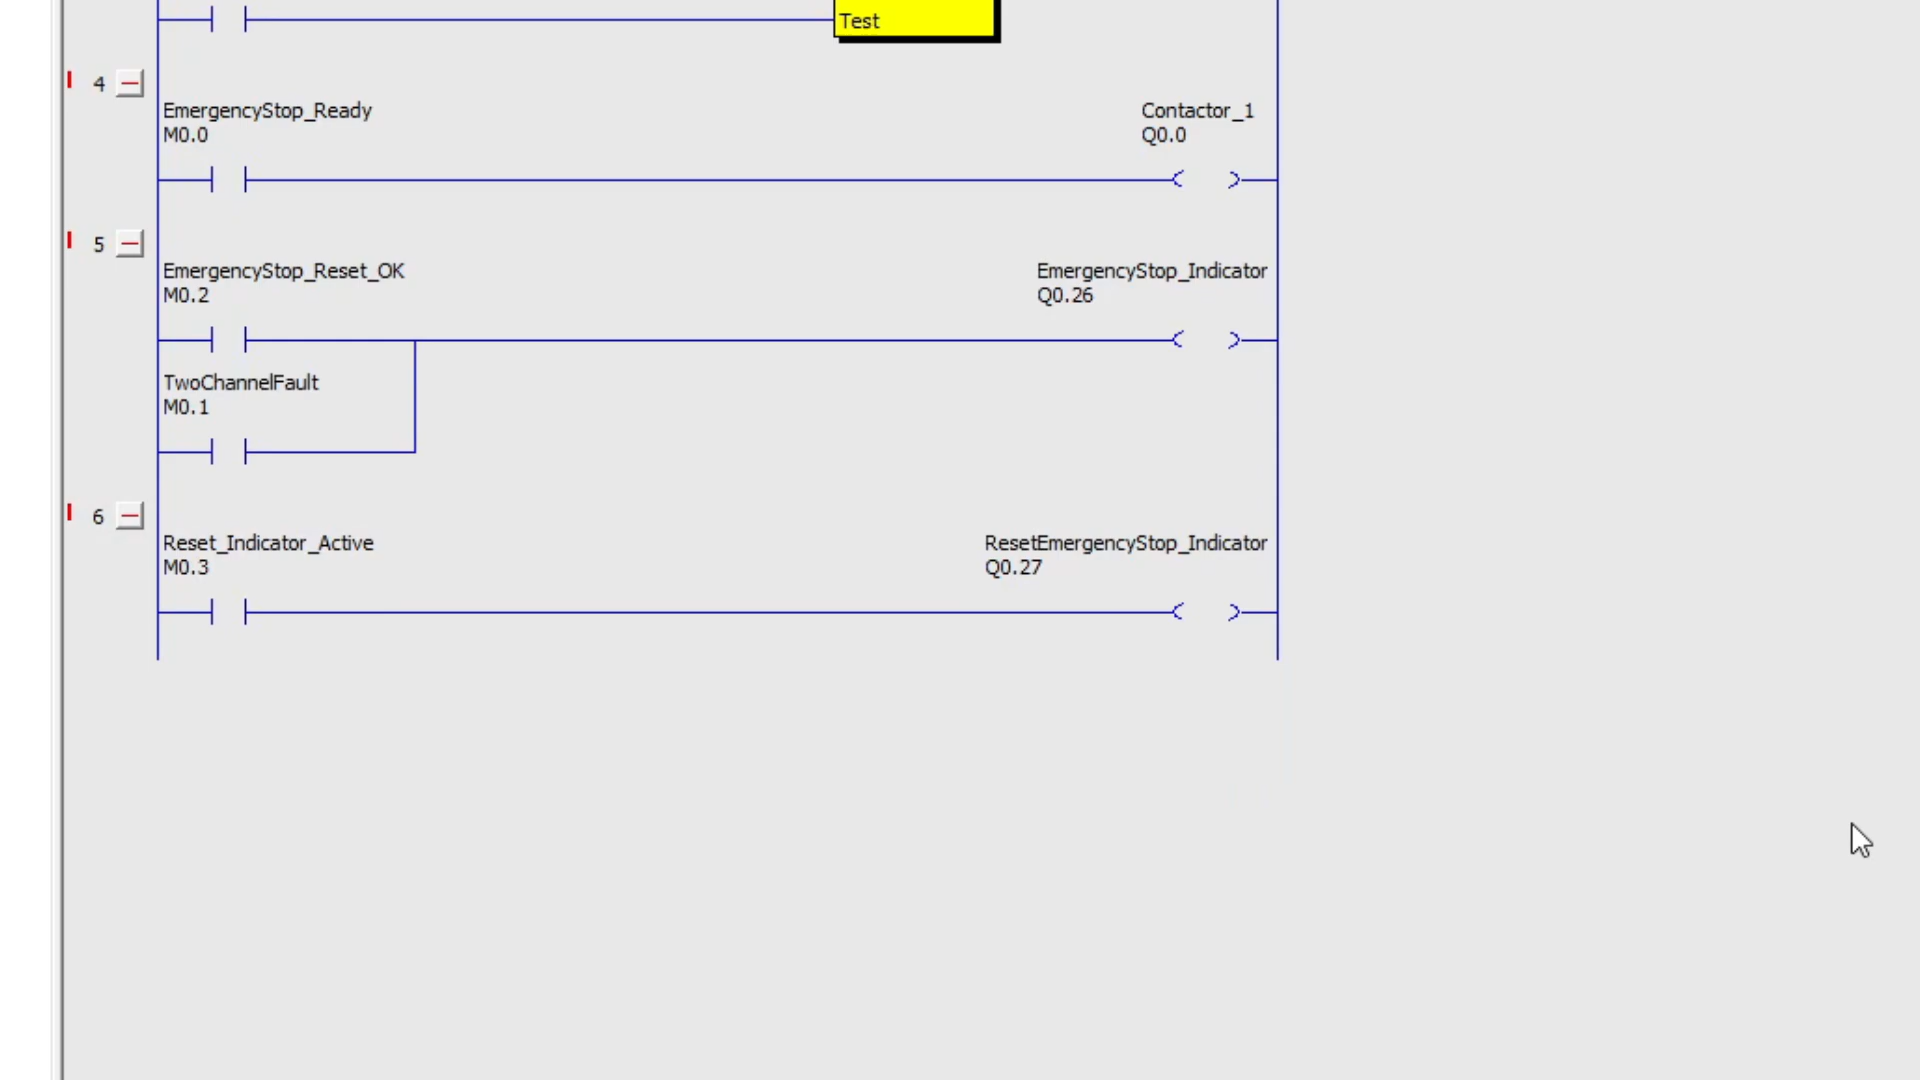 Test
4
EmergencyStop_Ready
M0.0
Contactor_1
Q0.0
5
EmergencyStop_Reset_OK
M0.2
EmergencyStop_Indicator
Q0.26
TwoChannelFault
M0.1
6
Reset_Indicator_Active
M0.3
ResetEmergencyStop_Indicator
Q0.27